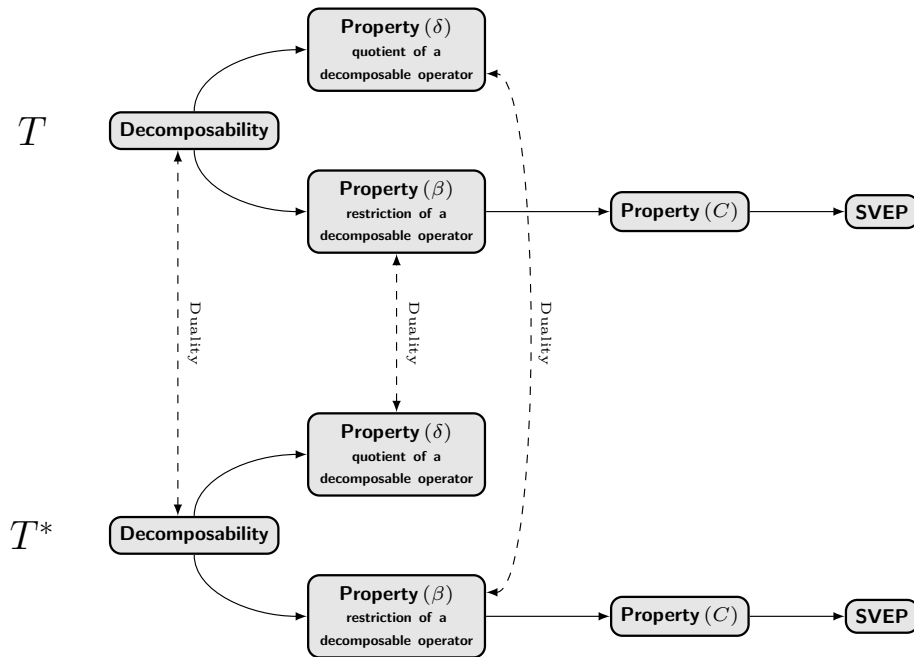 Property (δ)
quotient of a
decomposable operator
T
Decomposability
Property (β)
restriction of a
decomposable operator
Property (C)
SVEP
Duality
Duality
Duality
Property (δ)
quotient of a
decomposable operator
T*
Decomposability
Property (β)
restriction of a
decomposable operator
Property (C)
SVEP